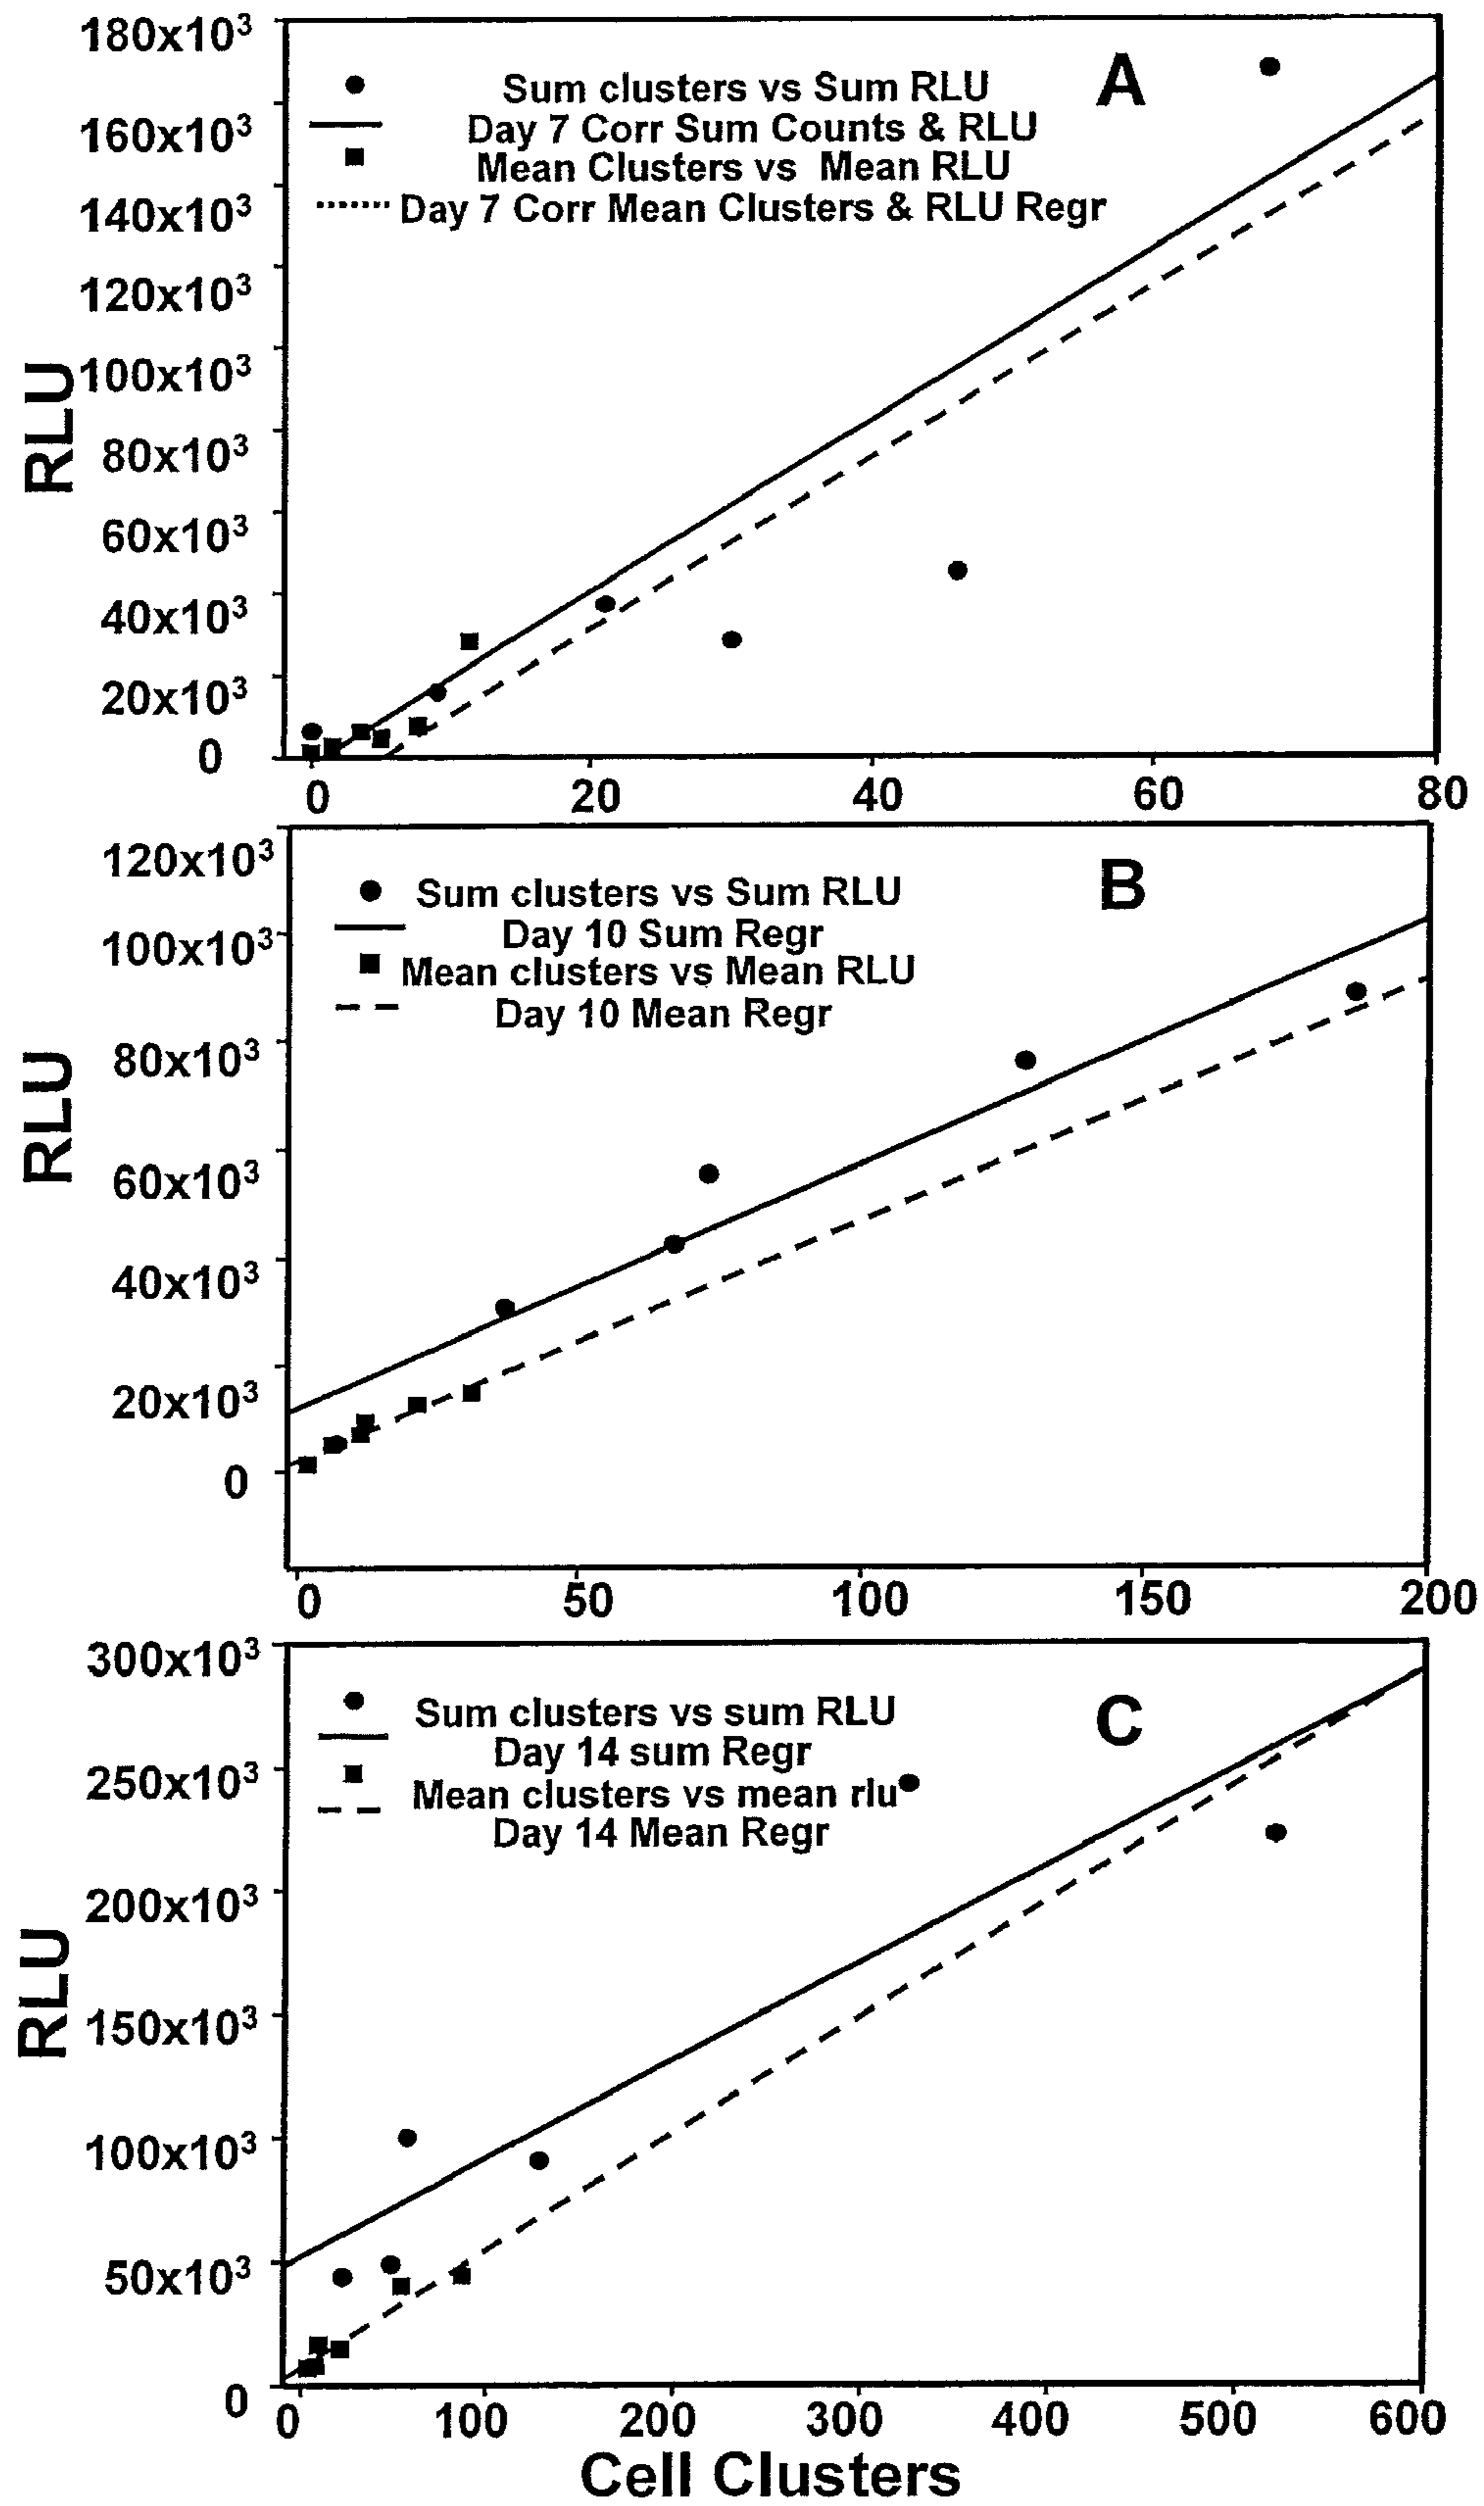 180x10³
A
Sum clusters vs Sum RLU
Day 7 Corr Sum Counts & RLU
Mean Clusters vs Mean RLU
Day 7 Corr Mean Clusters & RLU Regr
160x10³
140x10³
120x10³
100x10³
80x10³
60x10³
40x10³
20x10³
0
RLU
0 20 40 60 80
120x10³
B
Sum clusters vs Sum RLU
Day 10 Sum Regr
Mean clusters vs Mean RLU
Day 10 Mean Regr
100x10³
80x10³
60x10³
40x10³
20x10³
0
RLU
0 50 100 150 200
300x10³
C
Sum clusters vs sum RLU
Day 14 sum Regr
Mean clusters vs mean rlu
Day 14 Mean Regr
250x10³
200x10³
150x10³
100x10³
50x10³
0
RLU
0 100 200 300 400 500 600
Cell Clusters